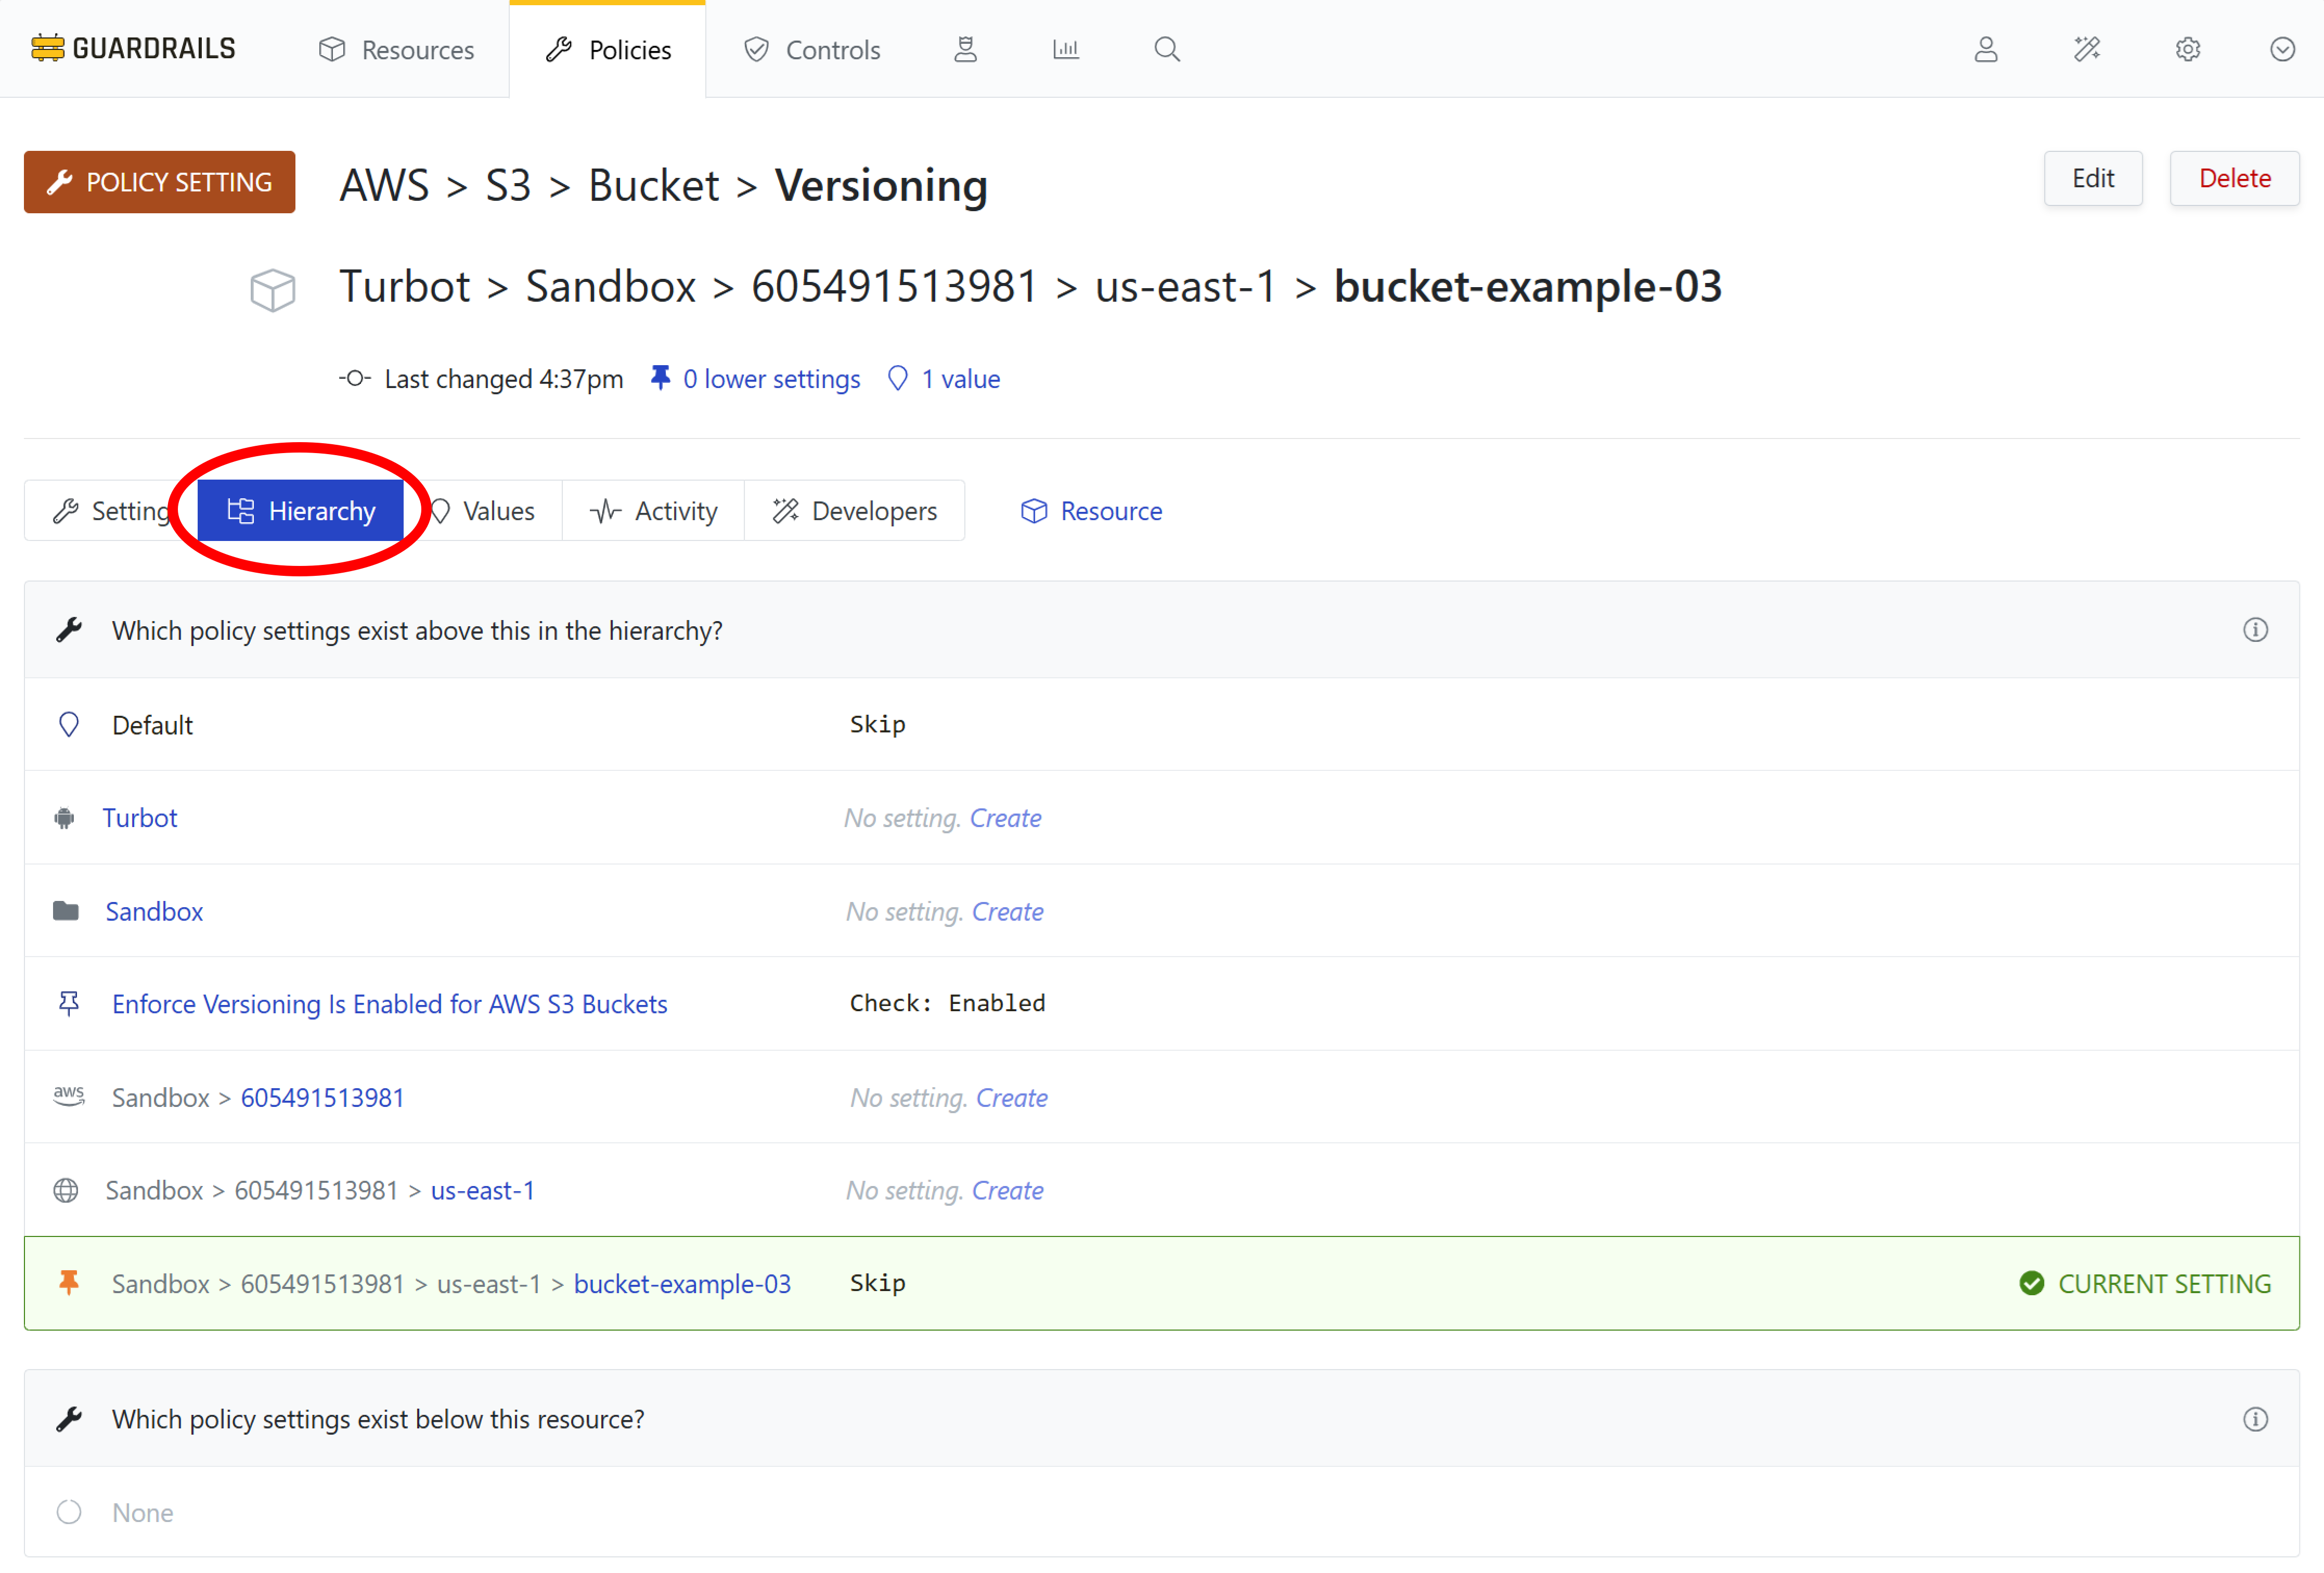 GUARDRAILS Resources Policies Controls
POLICY SETTING AWS > S3 > Bucket > Versioning Edit Delete
Turbot > Sandbox > 605491513981 > us-east-1 > bucket-example-03
Last changed 4:37pm 0 lower settings 1 value
Setting Hierarchy Values Activity Developers Resource
Which policy settings exist above this in the hierarchy?
Default Skip
Turbot No setting. Create
Sandbox No setting. Create
Enforce Versioning Is Enabled for AWS S3 Buckets Check: Enabled
aws Sandbox > 605491513981 No setting. Create
Sandbox > 605491513981 > us-east-1 No setting. Create
Sandbox > 605491513981 > us-east-1 > bucket-example-03 Skip CURRENT SETTING
Which policy settings exist below this resource?
None